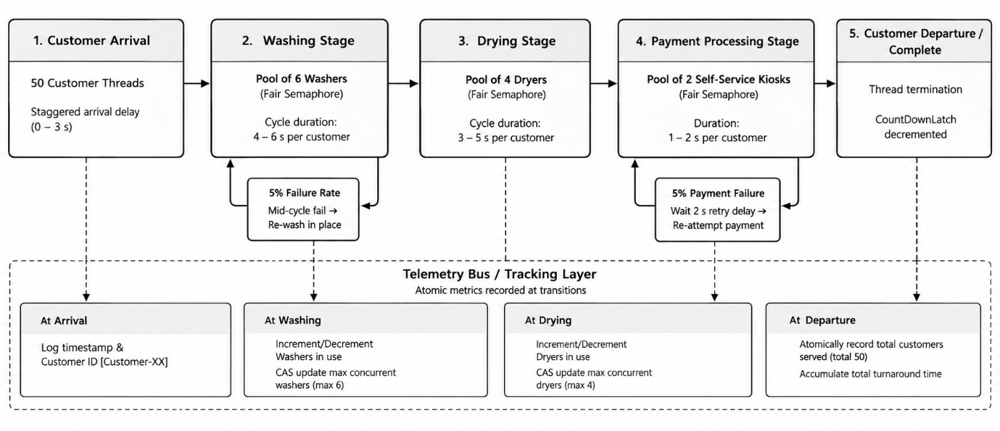 1. Customer Arrival
50 Customer Threads
Staggered arrival delay
(0 – 3 s)
2. Washing Stage
Pool of 6 Washers
(Fair Semaphore)
Cycle duration:
4 – 6 s per customer
3. Drying Stage
Pool of 4 Dryers
(Fair Semaphore)
Cycle duration:
3 – 5 s per customer
4. Payment Processing Stage
Pool of 2 Self-Service Kiosks
(Fair Semaphore)
Duration:
1 – 2 s per customer
5. Customer Departure /
Complete
Thread termination
CountDownLatch
decremented
5% Failure Rate
Mid-cycle fail →
Re-wash in place
5% Payment Failure
Wait 2 s retry delay →
Re-attempt payment
Telemetry Bus / Tracking Layer
Atomic metrics recorded at transitions
At Arrival
Log timestamp &
Customer ID [Customer-XX]
At Washing
Increment/Decrement
Washers in use
CAS update max concurrent
washers (max 6)
At Drying
Increment/Decrement
Dryers in use
CAS update max concurrent
dryers (max 4)
At Departure
Atomically record total customers
served (total 50)
Accumulate total turnaround time